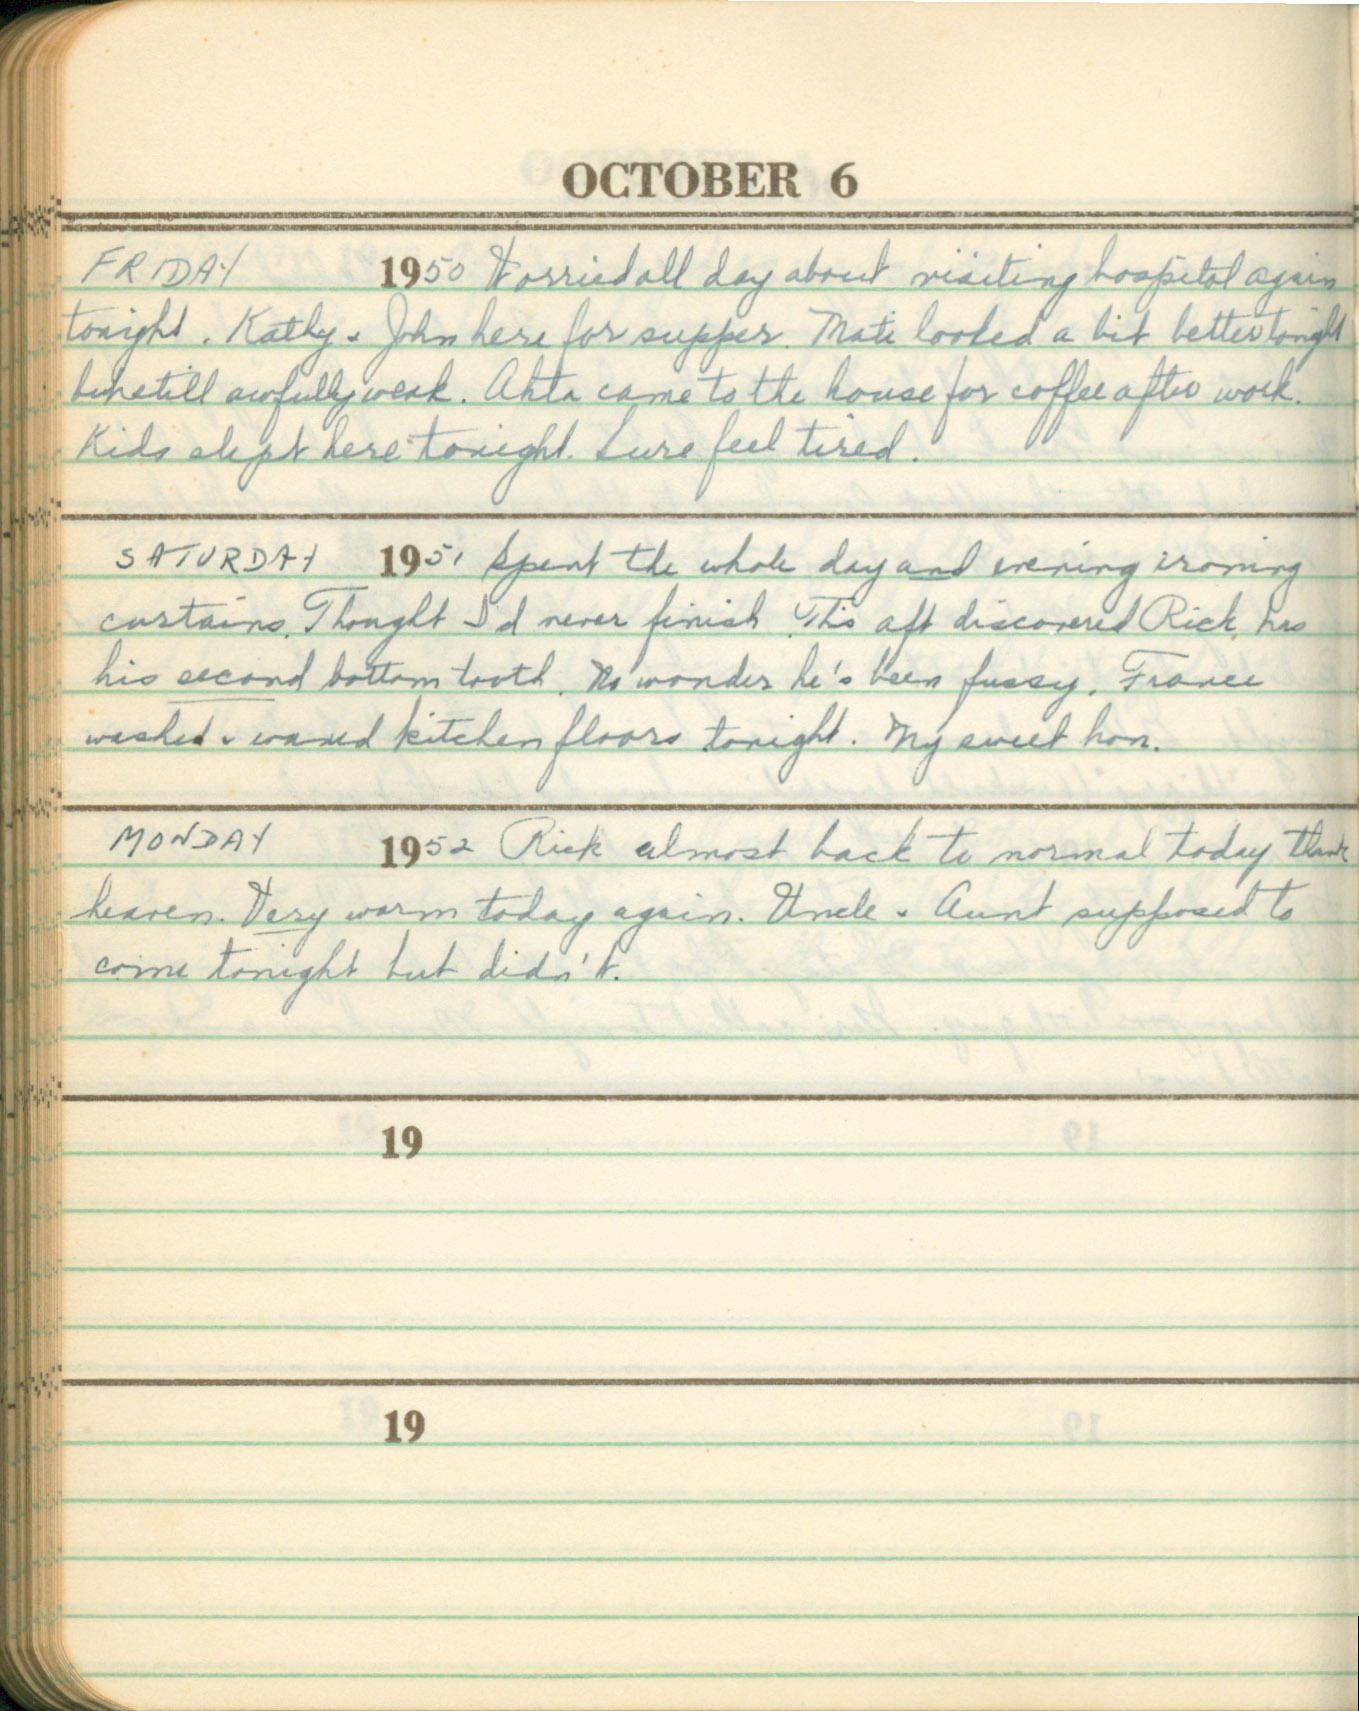 OCTOBER 6
FRIDAY 1950 Worried all day about visiting hospital again
tonight. Kathy & John here for supper. Mati looked a bit better tonight
but still awfully weak. Ahta came to the house for coffee after work.
Kids slept here tonight. Sure feel tired.
SATURDAY 1951 Spent the whole day and evening ironing
curtains. Thought I'd never finish. This aft discovered Rick has
his second bottom tooth. No wonder he's been fussy. France
washed & waxed kitchen floors tonight. My sweet hon.
MONDAY 1952 Rick almost back to normal today thank
heaven. Very warm today again. Uncle & Aunt supposed to
come tonight but didn't.
19
19